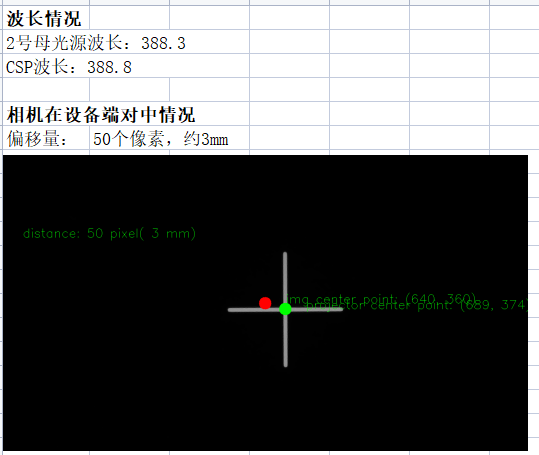 波长情况
2号母光源波长：388.3
CSP波长：388.8
相机在设备端对中情况
偏移量： 50个像素，约3mm
distance: 50 pixel( 3 mm)
img center point: (640, 360)
projector center point: (689, 374)